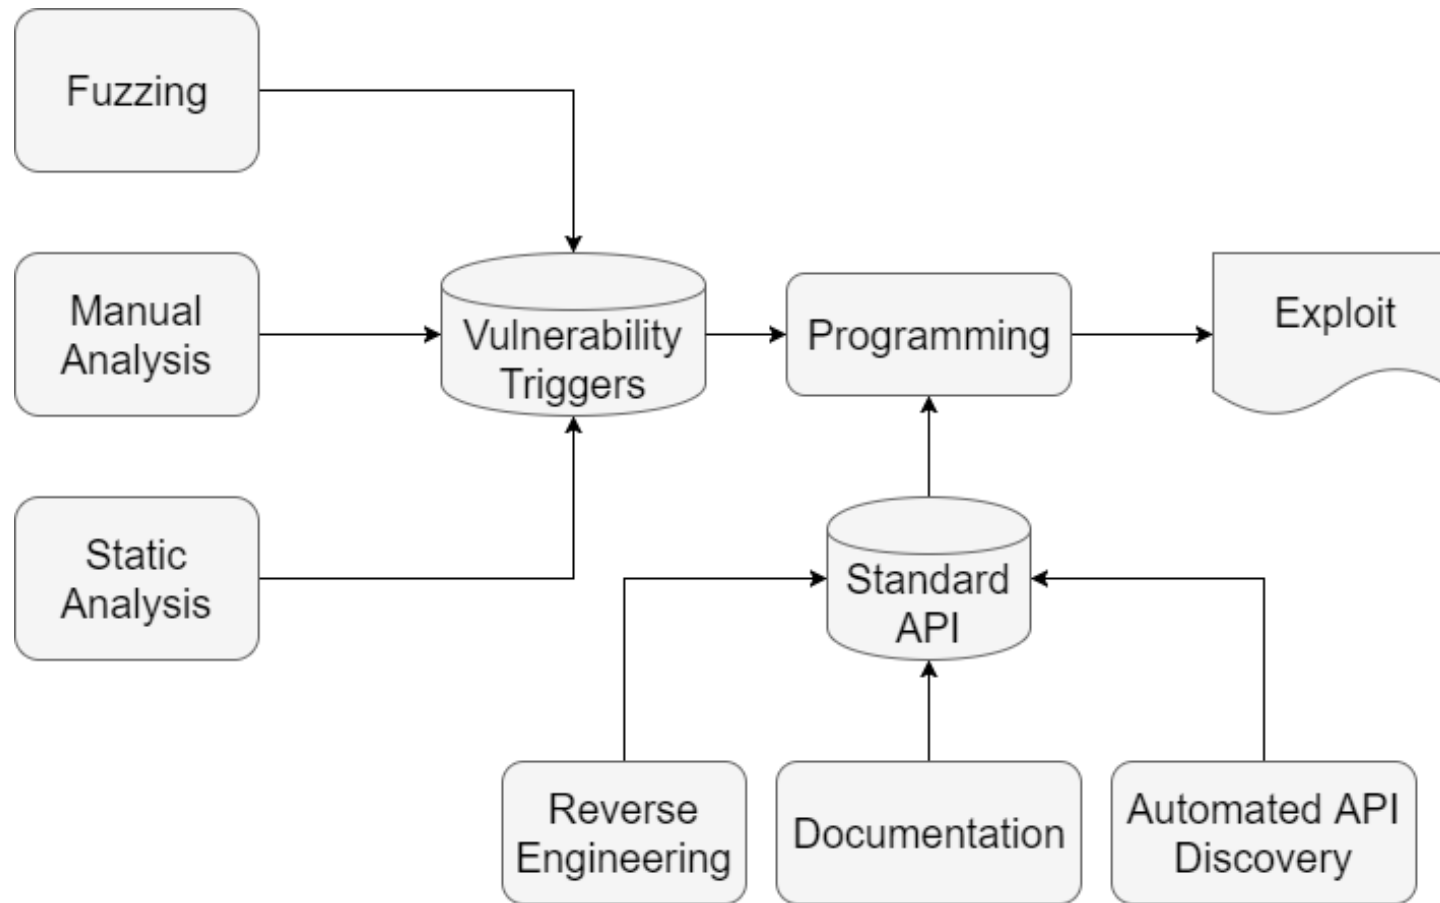 Fuzzing
Manual
Analysis
Static
Analysis
Vulnerability
Triggers
Programming
Exploit
Standard
API
Reverse
Engineering
Documentation
Automated API
Discovery